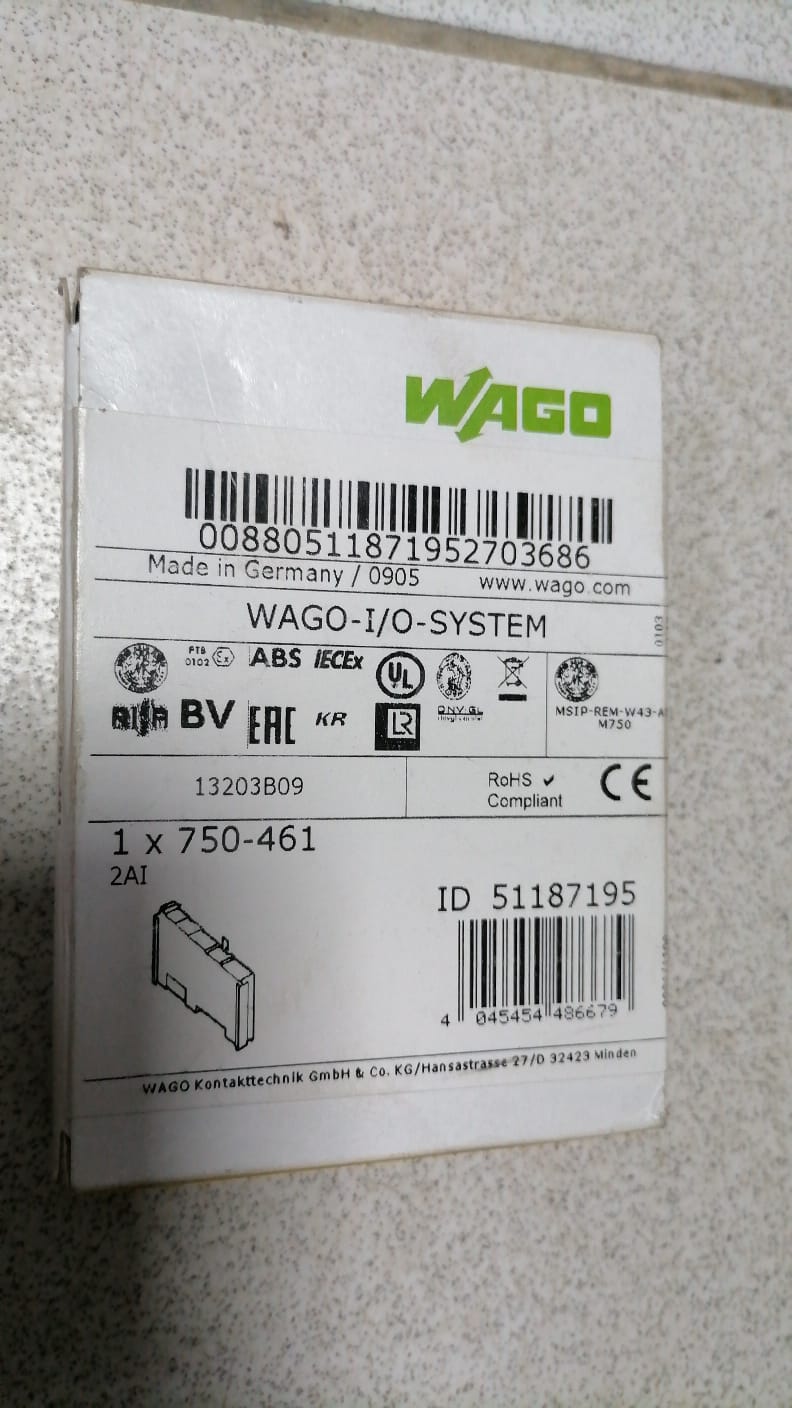 WAGO
00880511871952703686
Made in Germany / 0905
www.wago.com
WAGO-I/O-SYSTEM
0103
PTB
0102 Ex
ABS
IECEx
UL
BV
EAC
KR
LR
DNV·GL
MSIP-REM-W43-A
M750
13203B09
RoHS ✓
Compliant
CE
1 x 750-461
2AI
ID 51187195
4 045454 486679
WAGO Kontakttechnik GmbH & Co. KG/Hansastrasse 27/D 32423 Minden